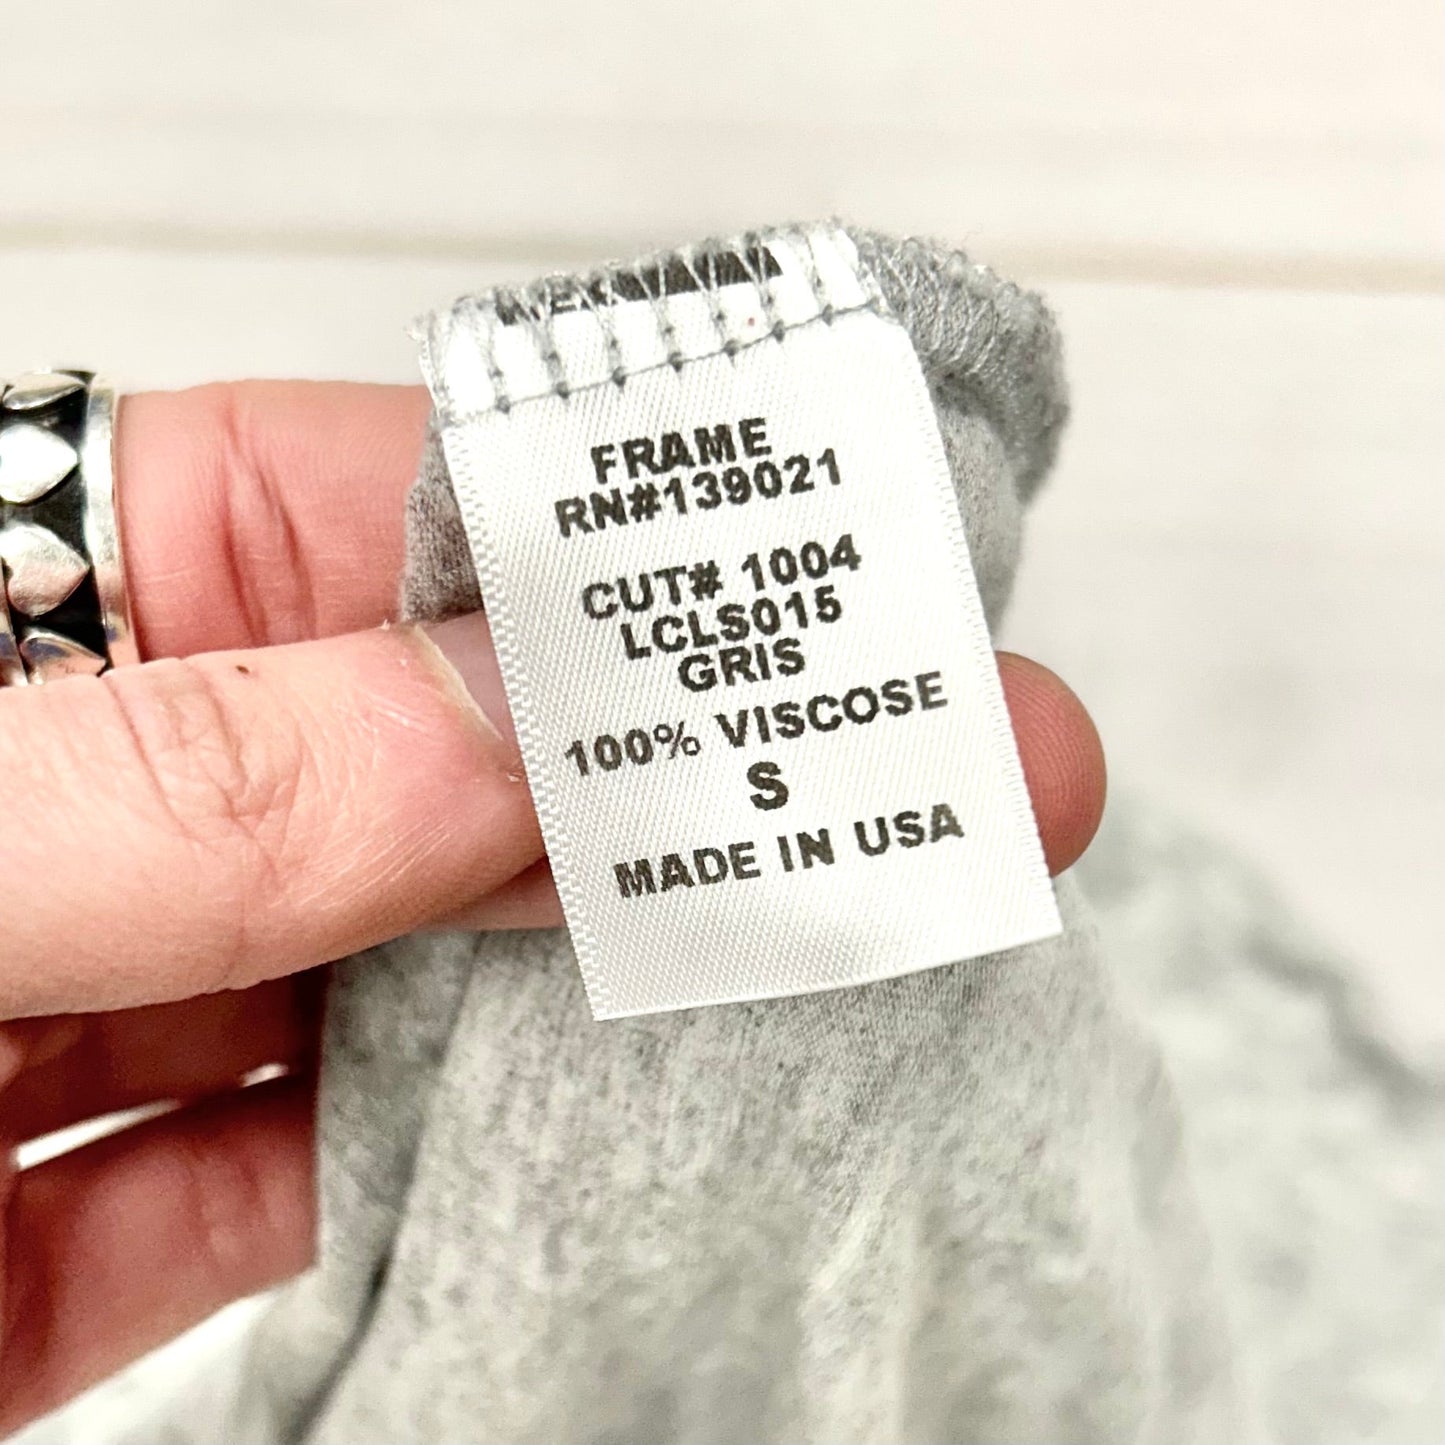 FRAME
RN#139021
CUT# 1004
LCLS015
GRIS
100% VISCOSE
S
MADE IN USA